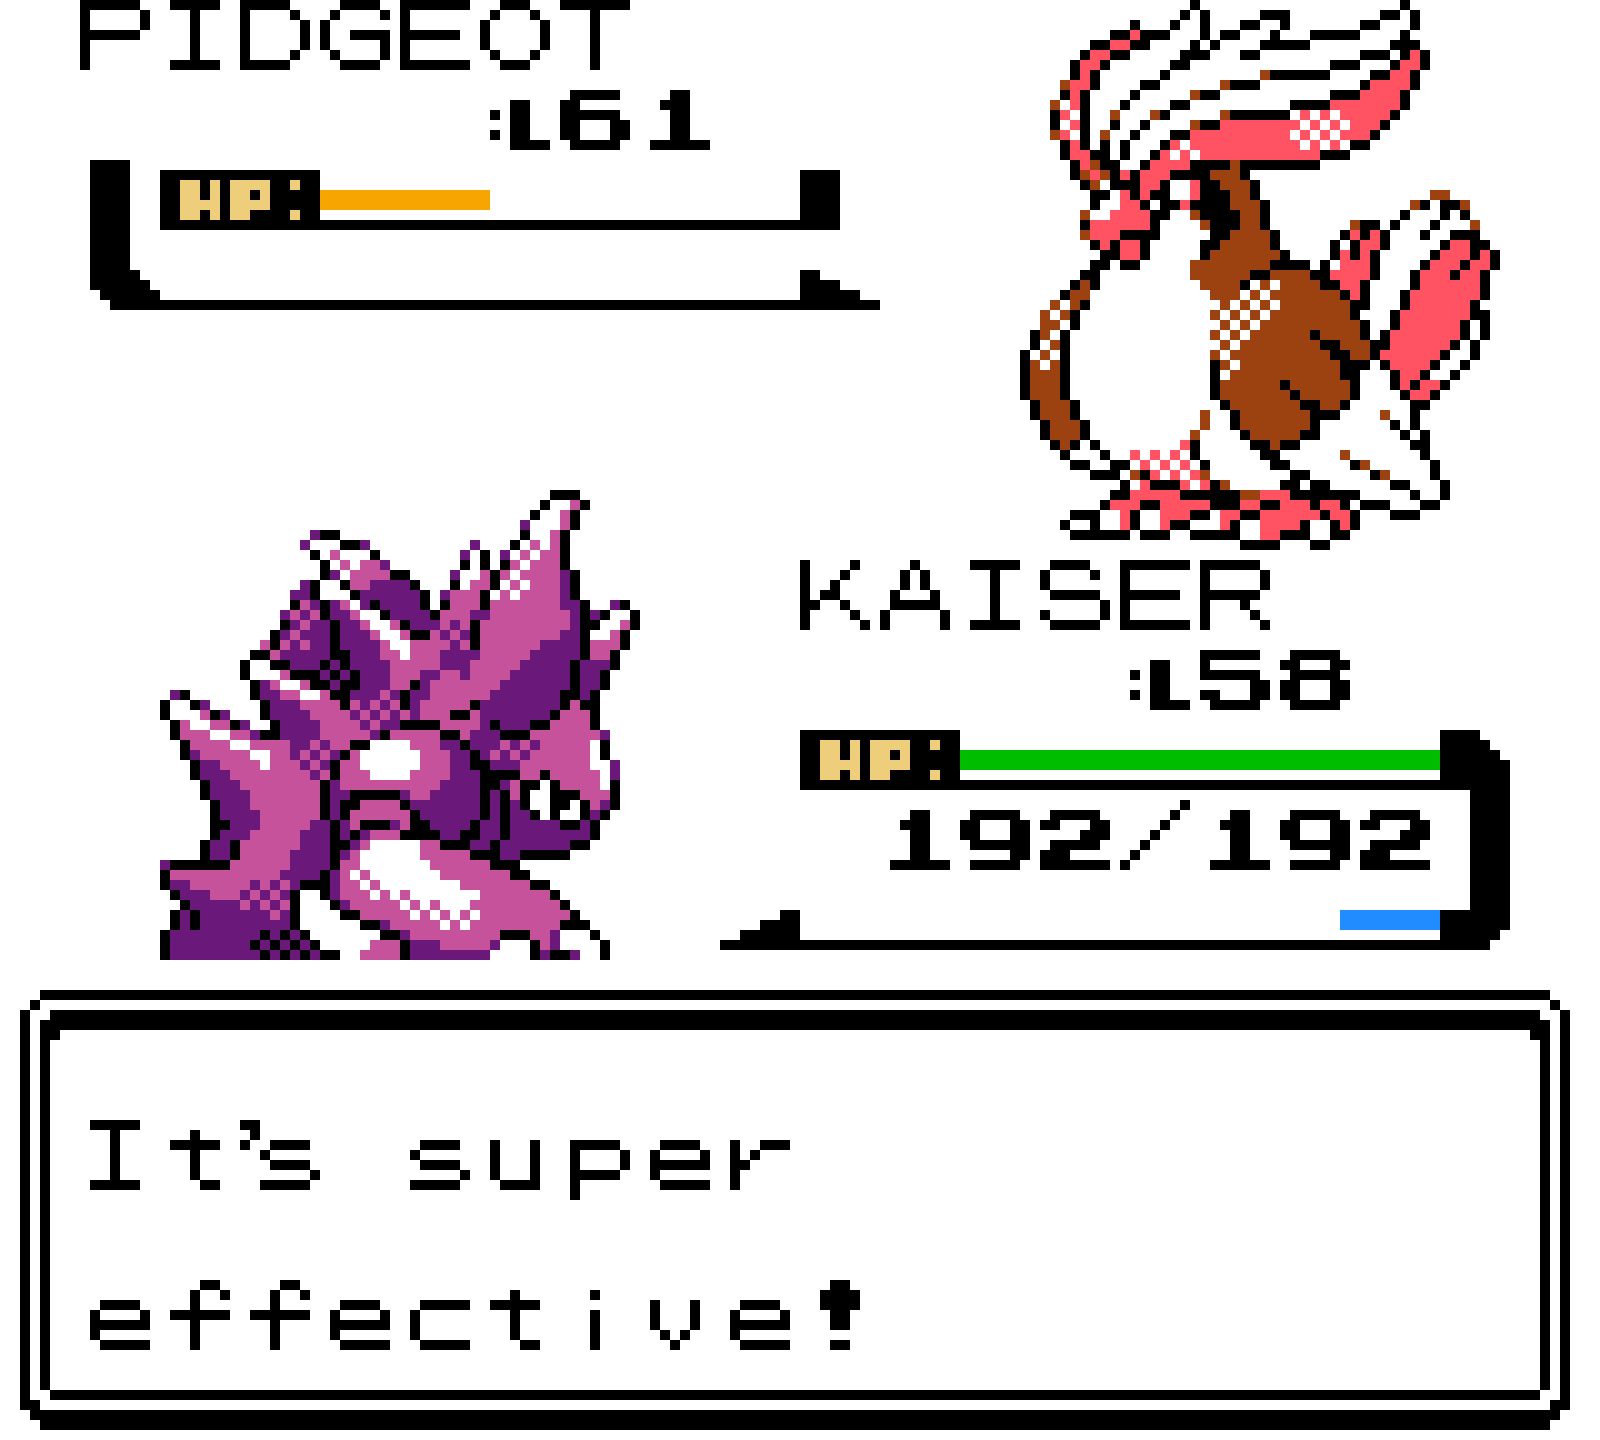 PIDGEOT
:L61
HP:
KAISER
:L58
HP:
192/192
It's super
effective!